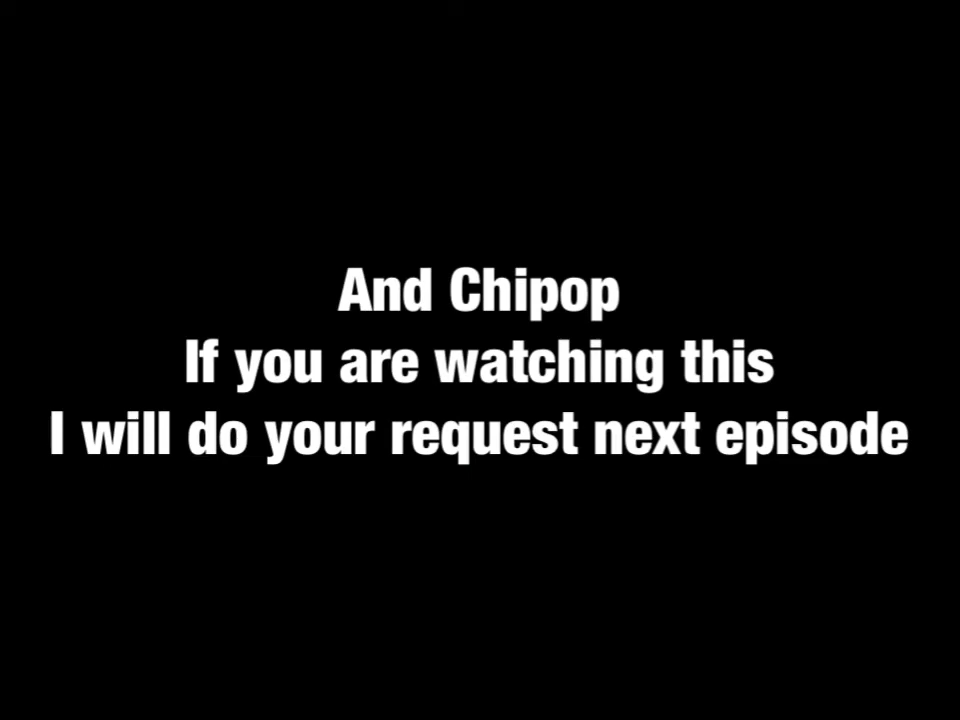 And Chipop
If you are watching this
I will do your request next episode